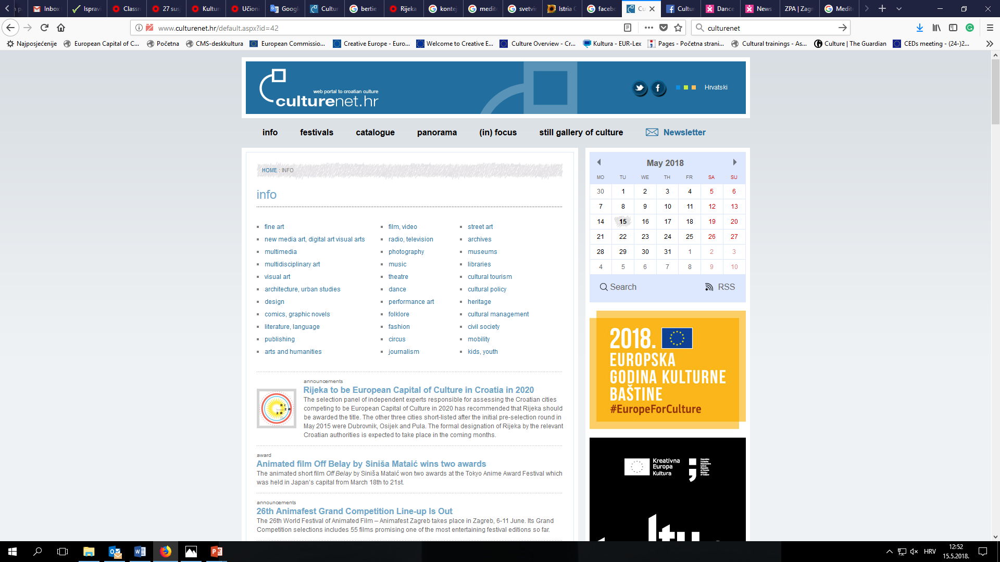 Inbox
Isprav
Classr
27 sus
Kultur
Učioni
Googl
Cultur
bertie
Rijeka
kontej
medit
svetvi
Istria C
facebo
Cu
Cultur
Dance
News
ZPA | Zagr
Medit
www.culturenet.hr/default.aspx?id=42
culturenet
Najposjećenije
European Capital of C...
Početna
CMS-deskkultura
European Commissio...
Creative Europe - Euro...
Welcome to Creative E...
Culture Overview - Cr...
Kultura - EUR-Lex
Pages - Početna strani...
Cultural trainings - As...
Culture | The Guardian
CEDs meeting - (24-)2...
web portal to croatian culture
culturenet.hr
Hrvatski
info
festivals
catalogue
panorama
(in) focus
still gallery of culture
Newsletter
HOME : INFO
info
fine art
new media art, digital art visual arts
multimedia
multidisciplinary art
visual art
architecture, urban studies
design
comics, graphic novels
literature, language
publishing
arts and humanities
film, video
radio, television
photography
music
theatre
dance
performance art
folklore
fashion
circus
journalism
street art
archives
museums
libraries
cultural tourism
cultural policy
heritage
cultural management
civil society
mobility
kids, youth
announcements
Rijeka to be European Capital of Culture in Croatia in 2020
The selection panel of independent experts responsible for assessing the Croatian cities
competing to be European Capital of Culture in 2020 has recommended that Rijeka should
be awarded the title. The other three cities short-listed after the initial pre-selection round in
May 2015 were Dubrovnik, Osijek and Pula. The formal designation of Rijeka by the relevant
Croatian authorities is expected to take place in the coming months.
award
Animated film Off Belay by Siniša Mataić wins two awards
The animated short film Off Belay by Siniša Mataić won two awards at the Tokyo Anime Award Festival which
was held in Japan's capital from March 18th to 21st.
announcements
26th Animafest Grand Competition Line-up Is Out
The 26th World Festival of Animated Film – Animafest Zagreb takes place in Zagreb, 6-11 June. Its Grand
Competition selections includes 55 films promising one of the most entertaining festival editions so far.
May 2018
MO TU WE TH FR SA SU
30 1 2 3 4 5 6
7 8 9 10 11 12 13
14 15 16 17 18 19 20
21 22 23 24 25 26 27
28 29 30 31 1 2 3
4 5 6 7 8 9 10
Search
RSS
2018.
EUROPSKA
GODINA KULTURNE
BAŠTINE
#EuropeForCulture
Kreativna
Europa
Kultura
HRV
12:52
15.5.2018.